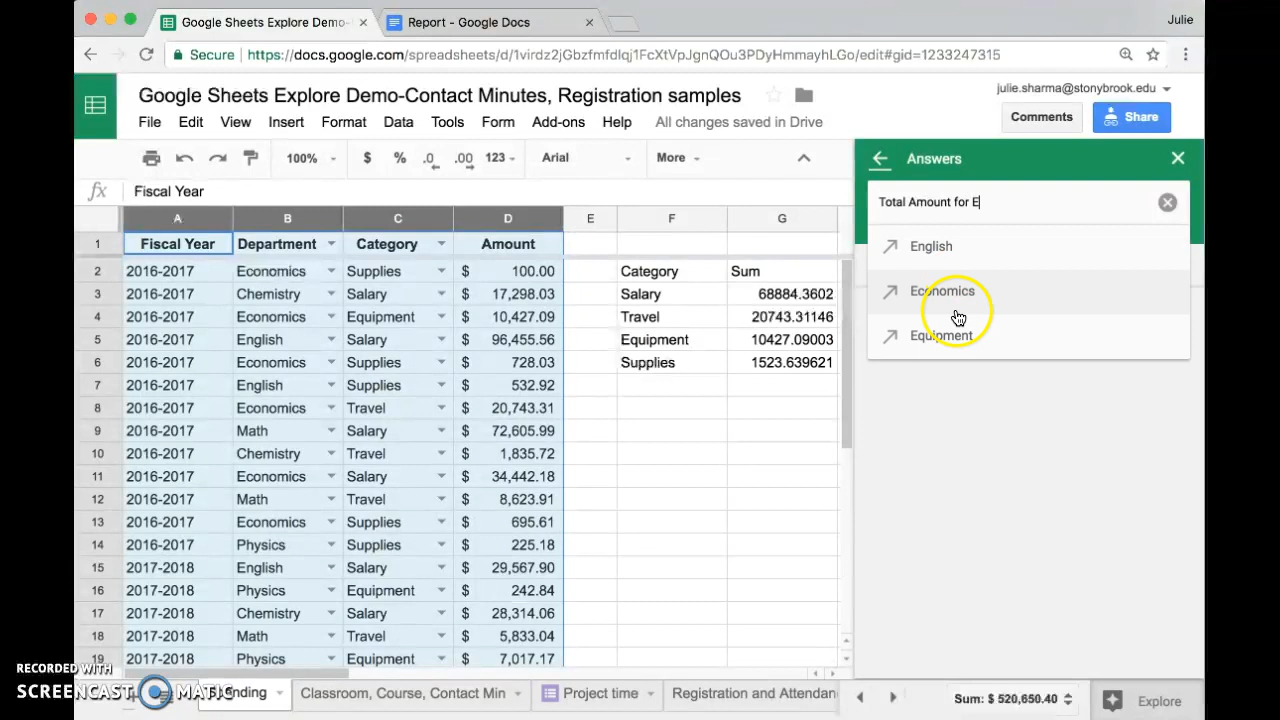 Google Sheets Explore Demo-
Report - Google Docs
Julie
Secure
https://docs.google.com/spreadsheets/d/1virdz2jGbzfmfdlqj1FcXtVpJgnQOu3PDyHmmayhLGo/edit#gid=1233247315
Google Sheets Explore Demo-Contact Minutes, Registration samples
julie.sharma@stonybrook.edu
File Edit View Insert Format Data Tools Form Add-ons Help All changes saved in Drive
Comments
Share
100% $ % .0 .00 123 Arial More
Answers
fx Fiscal Year
Total Amount for E
English
Economics
Equipment
A B C D E F G
1 Fiscal Year Department Category Amount
2 2016-2017 Economics Supplies $ 100.00 Category Sum
3 2016-2017 Chemistry Salary $ 17,298.03 Salary 68884.3602
4 2016-2017 Economics Equipment $ 10,427.09 Travel 20743.31146
5 2016-2017 English Salary $ 96,455.56 Equipment 10427.09003
6 2016-2017 Economics Supplies $ 728.03 Supplies 1523.639621
7 2016-2017 English Supplies $ 532.92
8 2016-2017 Economics Travel $ 20,743.31
9 2016-2017 Math Salary $ 72,605.99
10 2016-2017 Chemistry Travel $ 1,835.72
11 2016-2017 Economics Salary $ 34,442.18
12 2016-2017 Math Travel $ 8,623.91
13 2016-2017 Economics Supplies $ 695.61
14 2016-2017 Physics Supplies $ 225.18
15 2017-2018 English Salary $ 29,567.90
16 2017-2018 Physics Equipment $ 242.84
17 2017-2018 Chemistry Salary $ 28,314.06
18 2017-2018 Math Travel $ 5,833.04
19 2017-2018 Physics Equipment $ 7,017.17
RECORDED WITH
SCREENCAST MATIC
Classroom, Course, Contact Min
Project time
Registration and Attendan
Sum: $ 520,650.40
Explore